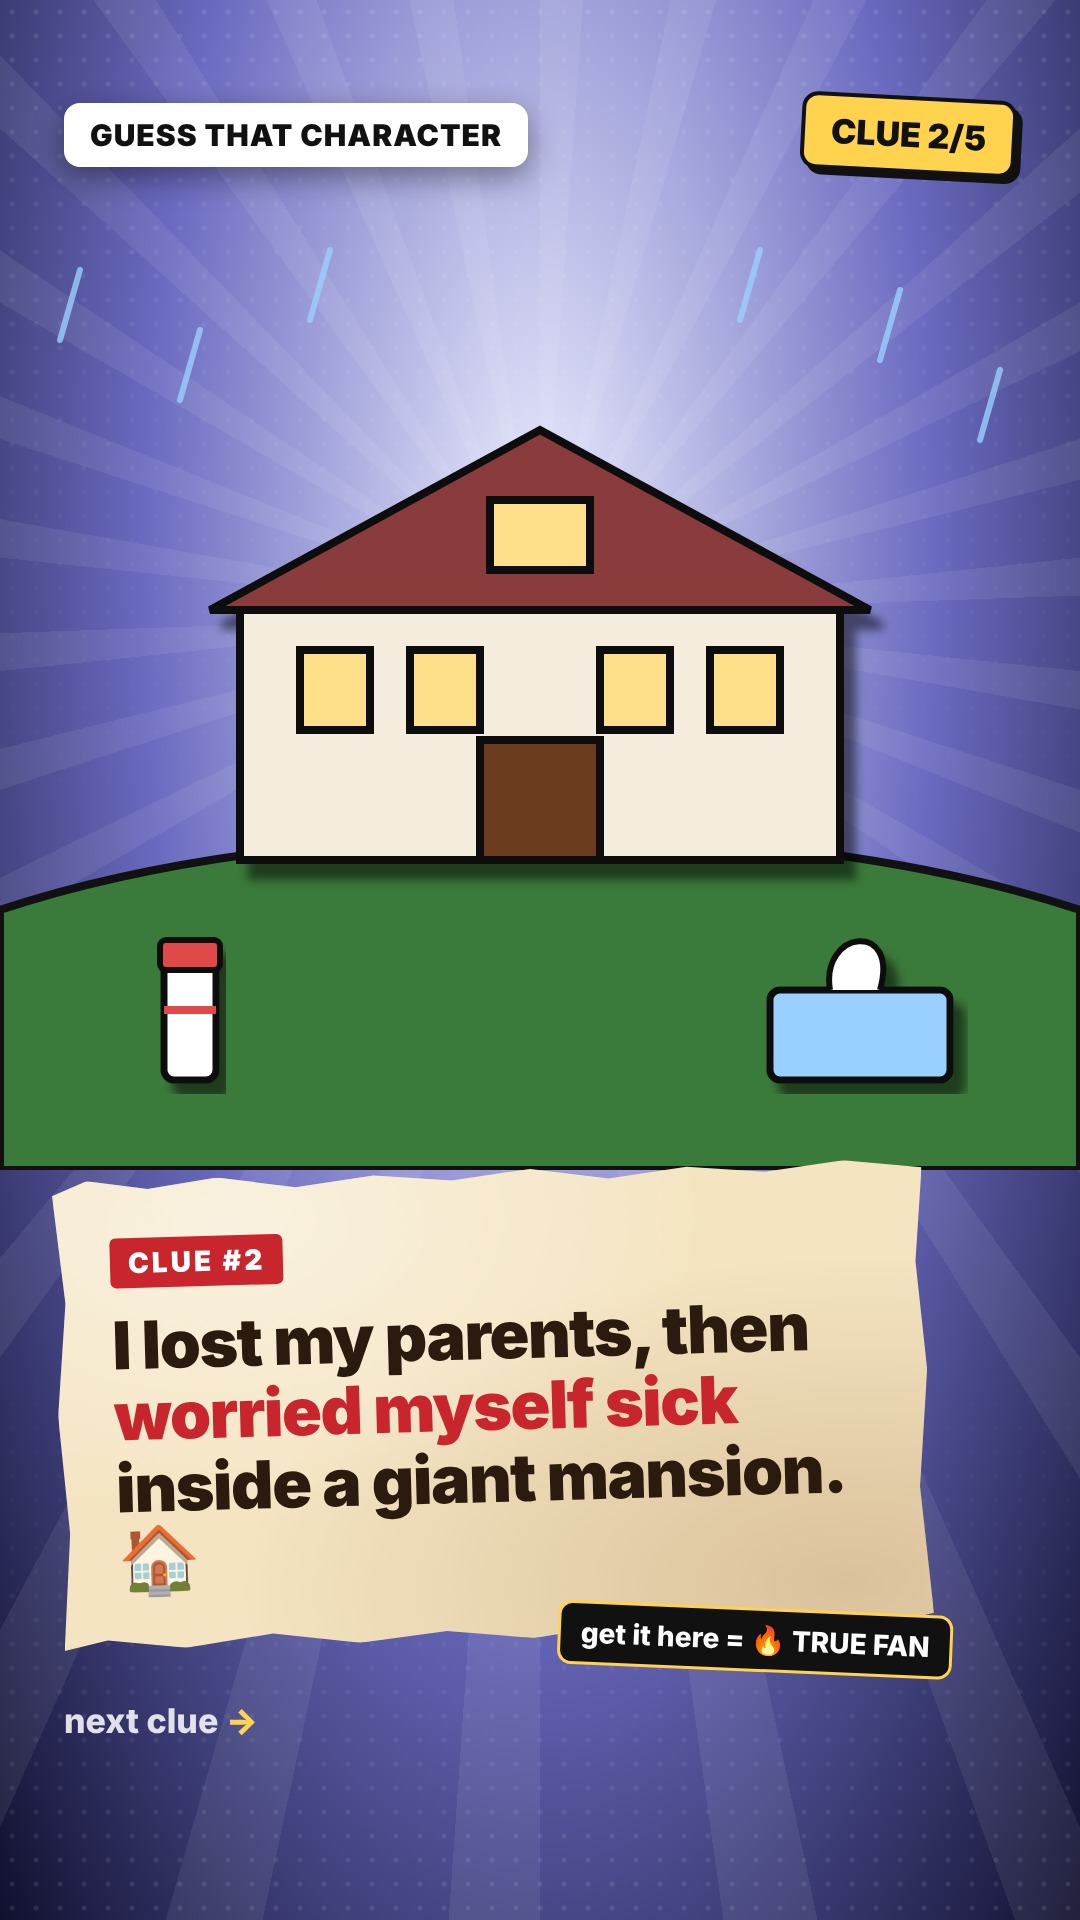 GUESS THAT CHARACTER
CLUE 2/5
CLUE #2
I lost my parents, then
worried myself sick
inside a giant mansion.
🏠
get it here = 🔥 TRUE FAN
next clue →